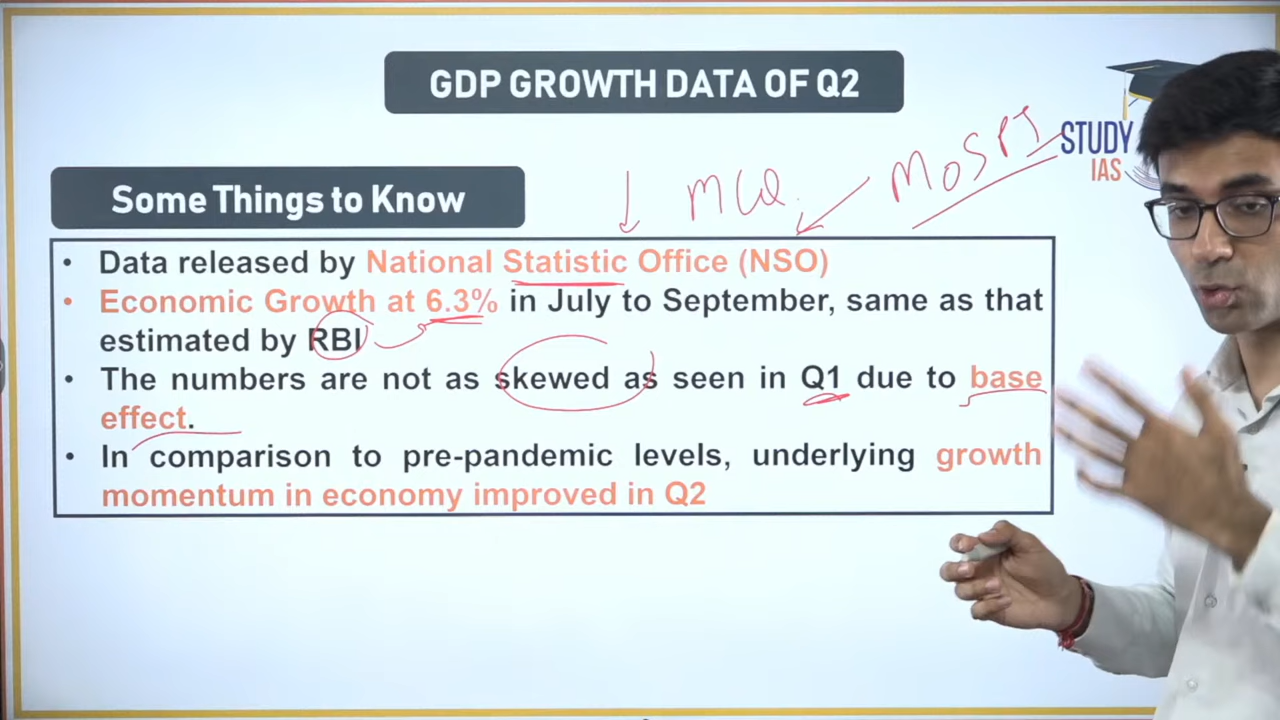 GDP GROWTH DATA OF Q2
STUDY
IAS
MoSPI
MCQ
Some Things to Know
• Data released by National Statistic Office (NSO)
• Economic Growth at 6.3% in July to September, same as that
estimated by RBI
• The numbers are not as skewed as seen in Q1 due to base
effect.
• In comparison to pre-pandemic levels, underlying growth
momentum in economy improved in Q2